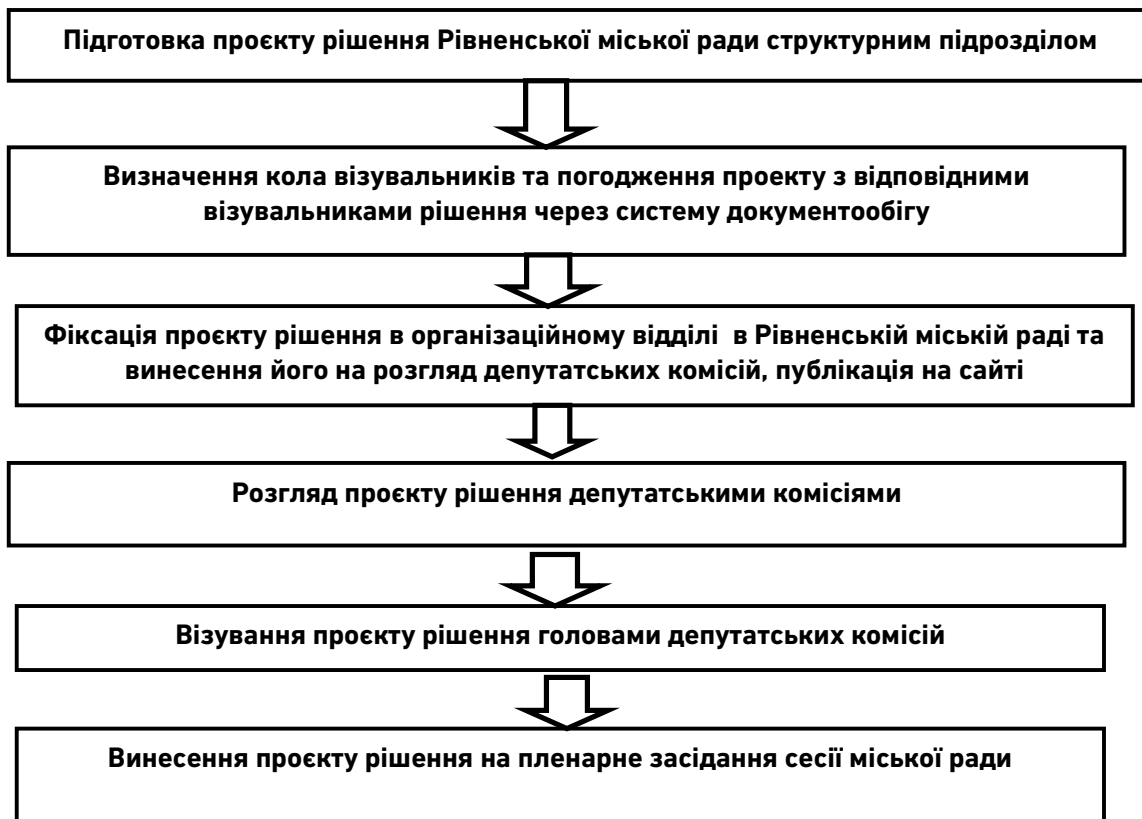 Підготовка проєкту рішення Рівненської міської ради структурним підрозділом
Визначення кола візувальників та погодження проекту з відповідними
візувальниками рішення через систему документообігу
Фіксація проєкту рішення в організаційному відділі в Рівненській міській раді та
винесення його на розгляд депутатських комісій, публікація на сайті
Розгляд проєкту рішення депутатськими комісіями
Візування проєкту рішення головами депутатських комісій
Винесення проєкту рішення на пленарне засідання сесії міської ради